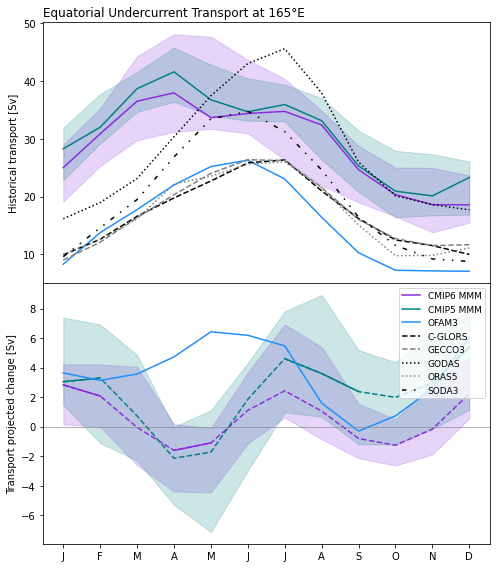 Equatorial Undercurrent Transport at 165°E
Historical transport [Sv]
50
40
30
20
10
Transport projected change [Sv]
8
6
4
2
0
−2
−4
−6
CMIP6 MMM
CMIP5 MMM
OFAM3
C-GLORS
GECCO3
GODAS
ORAS5
SODA3
J F M A M J J A S O N D